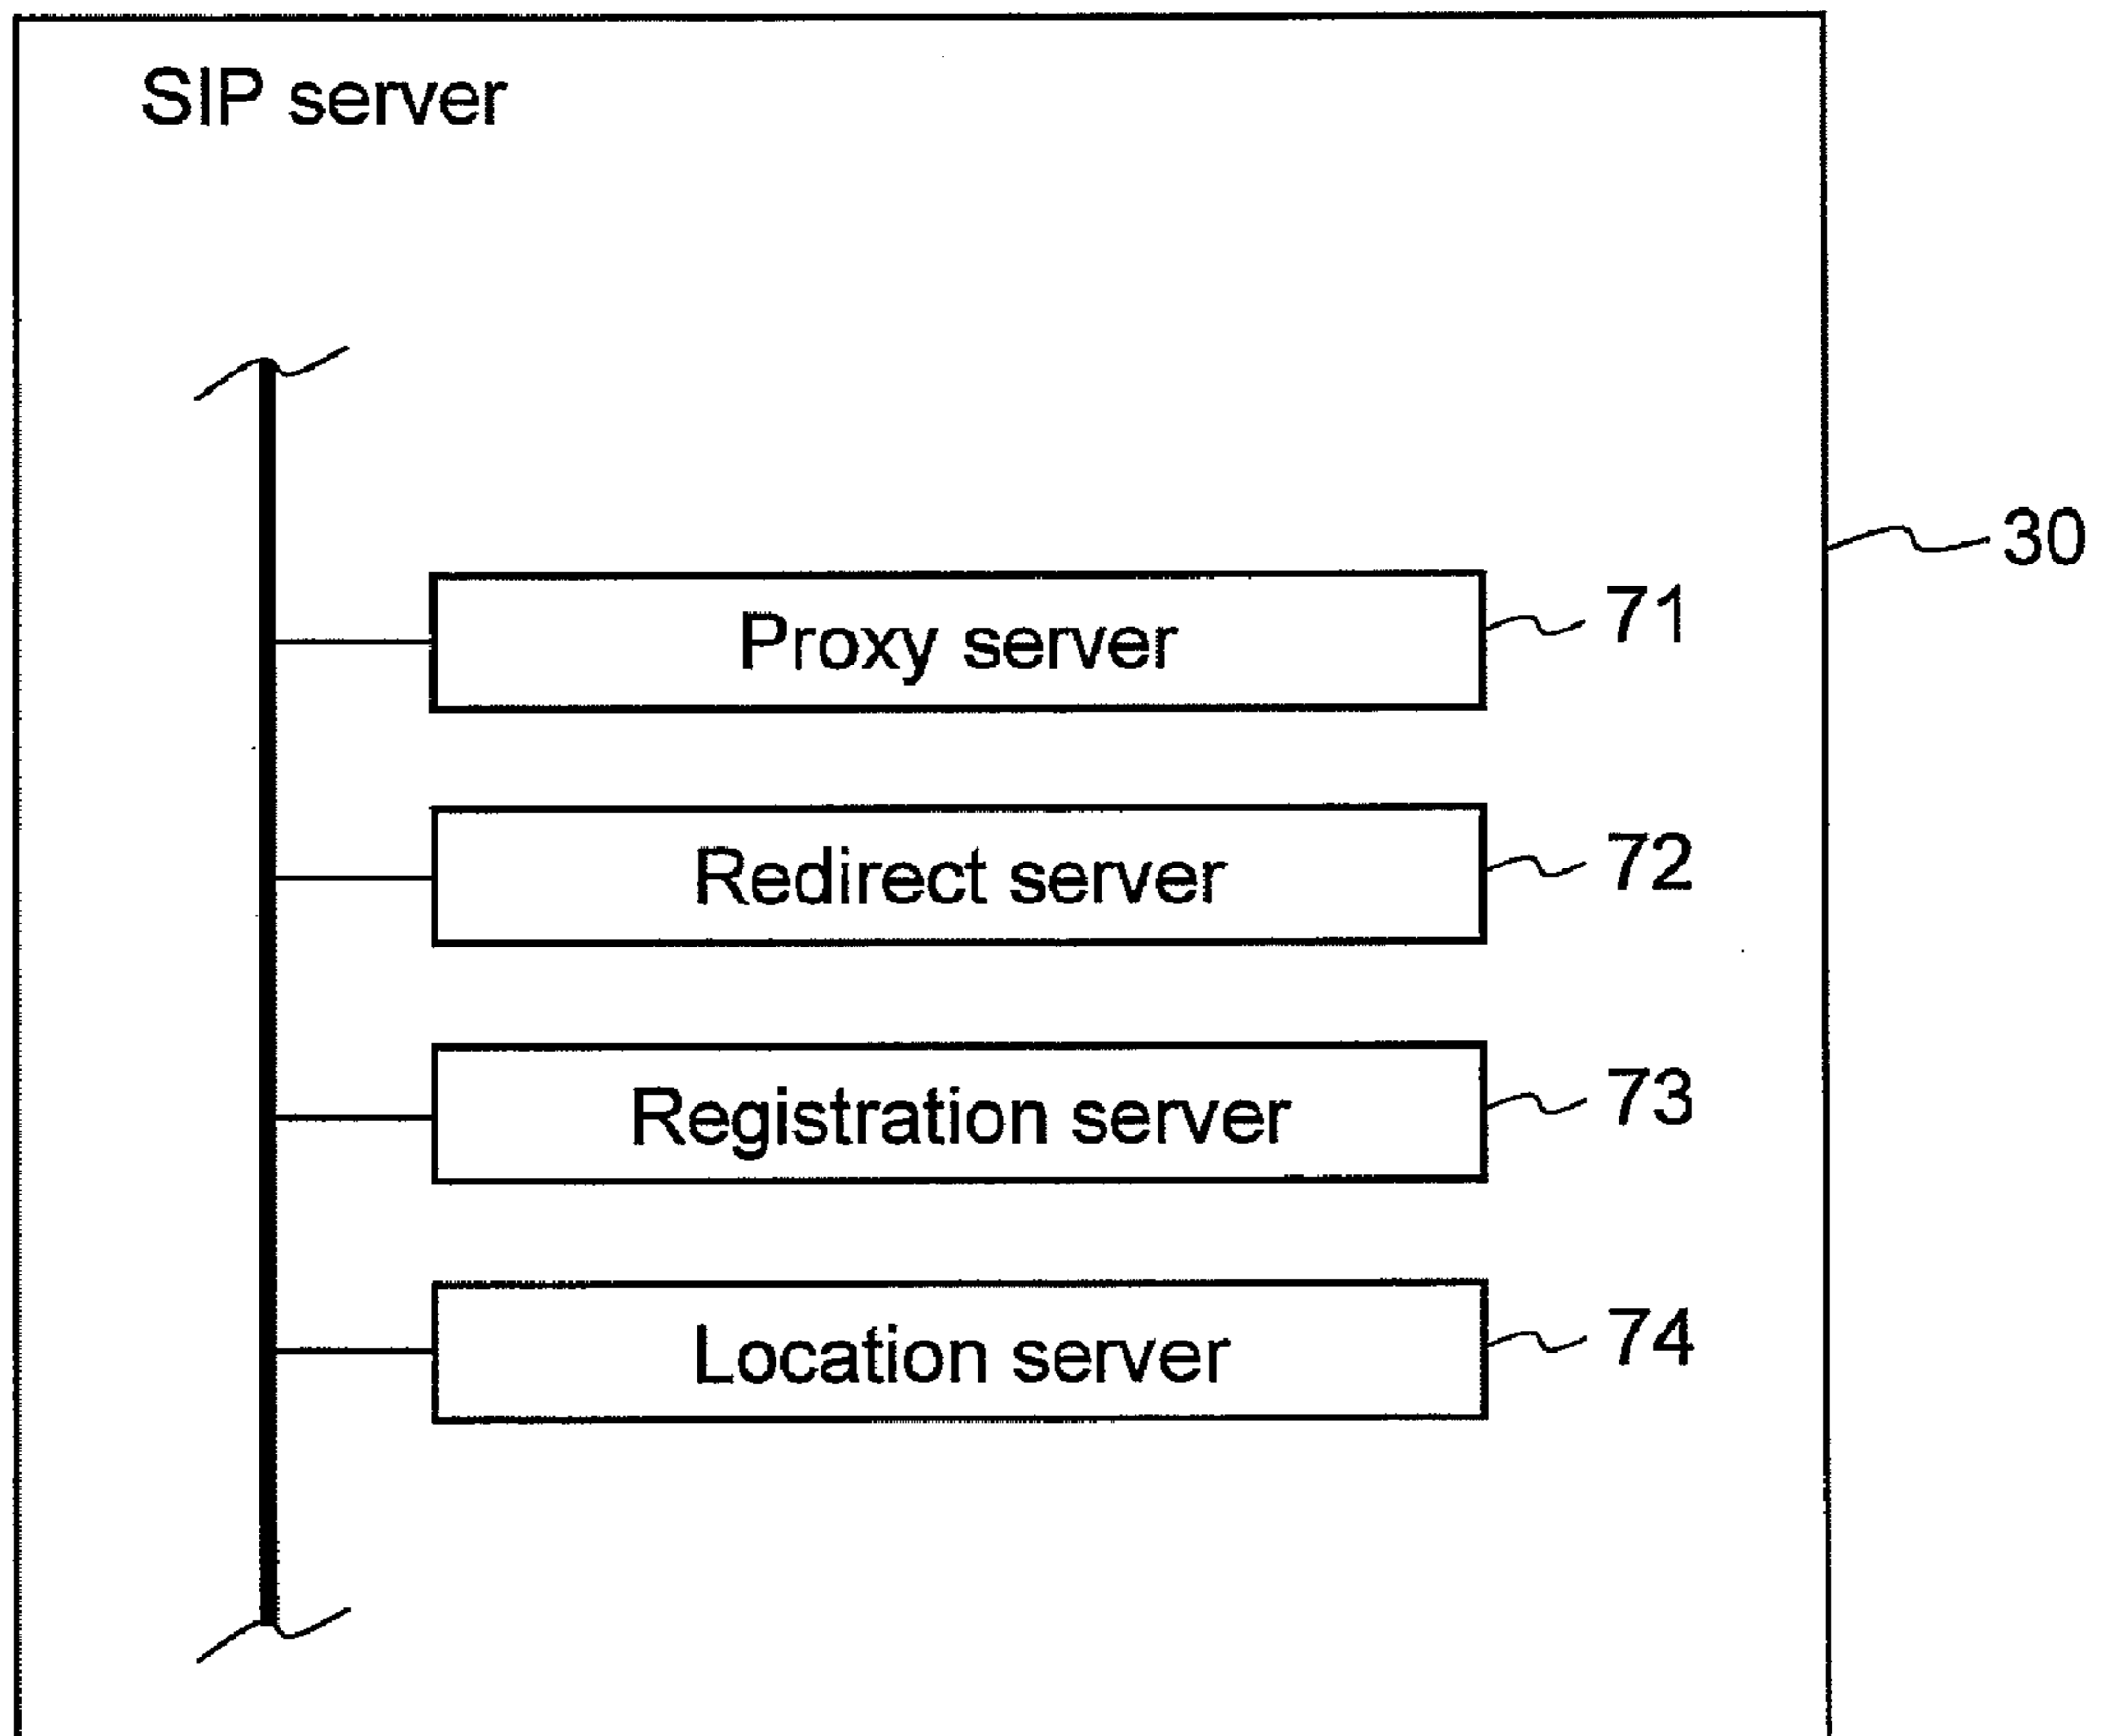 SIP server
30
Proxy server
71
Redirect server
72
Registration server
73
Location server
74